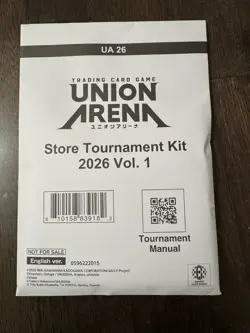 UA 26
TRADING CARD GAME
UNION
ARENA
ユニオンアリーナ
Store Tournament Kit
2026 Vol. 1
Tournament
Manual
NOT FOR SALE
English ver.
0596222015